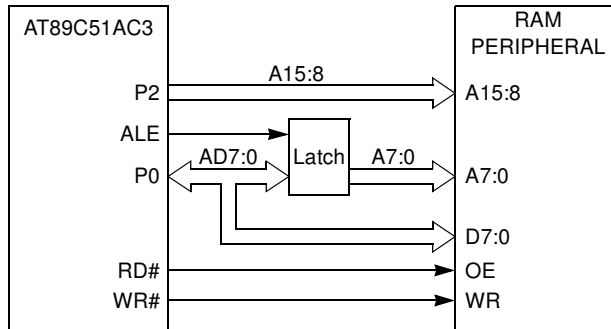 AT89C51AC3
RAM
PERIPHERAL
P2
A15:8
A15:8
ALE
P0
AD7:0
Latch
A7:0
A7:0
D7:0
RD#
OE
WR#
WR